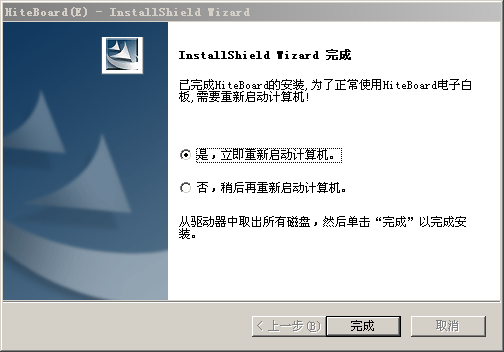 HiteBoard(E) - InstallShield Wizard
InstallShield Wizard 完成
已完成HiteBoard的安装,为了正常使用HiteBoard电子白
板,需要重新启动计算机!
是，立即重新启动计算机。
否，稍后再重新启动计算机。
从驱动器中取出所有磁盘，然后单击“完成”以完成安
装。
< 上一步(B)
完成
取消